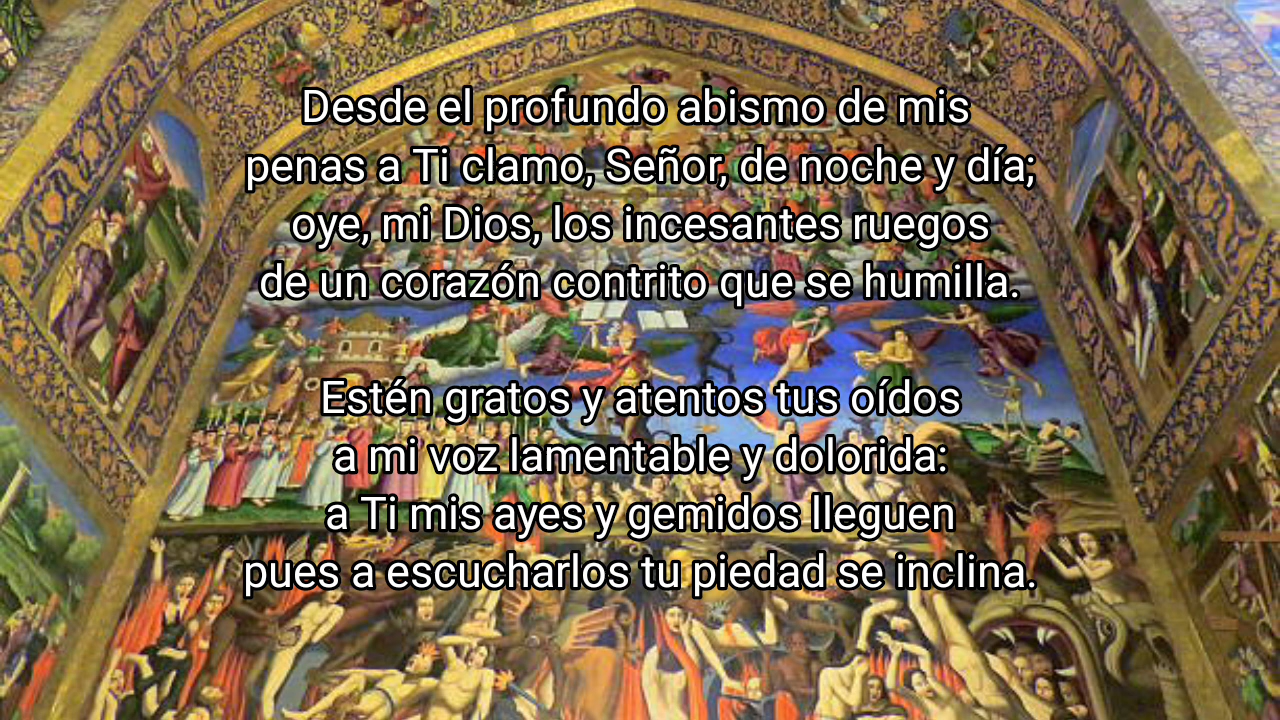 Desde el profundo abismo de mis
penas a Ti clamo, Señor, de noche y día;
oye, mi Dios, los incesantes ruegos
de un corazón contrito que se humilla.
Estén gratos y atentos tus oídos
a mi voz lamentable y dolorida:
a Ti mis ayes y gemidos lleguen
pues a escucharlos tu piedad se inclina.